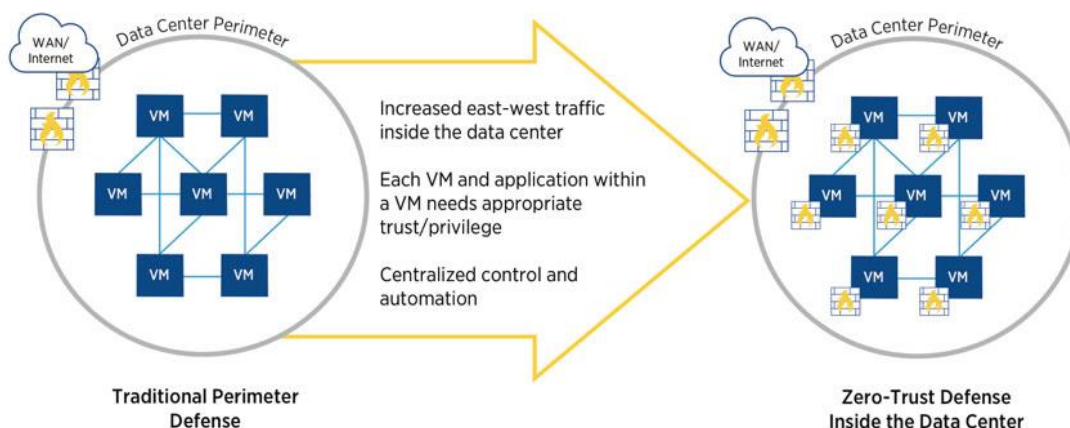 WAN/
Internet
Data Center Perimeter
VM
VM
VM
VM
VM
VM
VM
Traditional Perimeter
Defense
Increased east-west traffic
inside the data center
Each VM and application within
a VM needs appropriate
trust/privilege
Centralized control and
automation
WAN/
Internet
Data Center Perimeter
VM
VM
VM
VM
VM
VM
VM
Zero-Trust Defense
Inside the Data Center